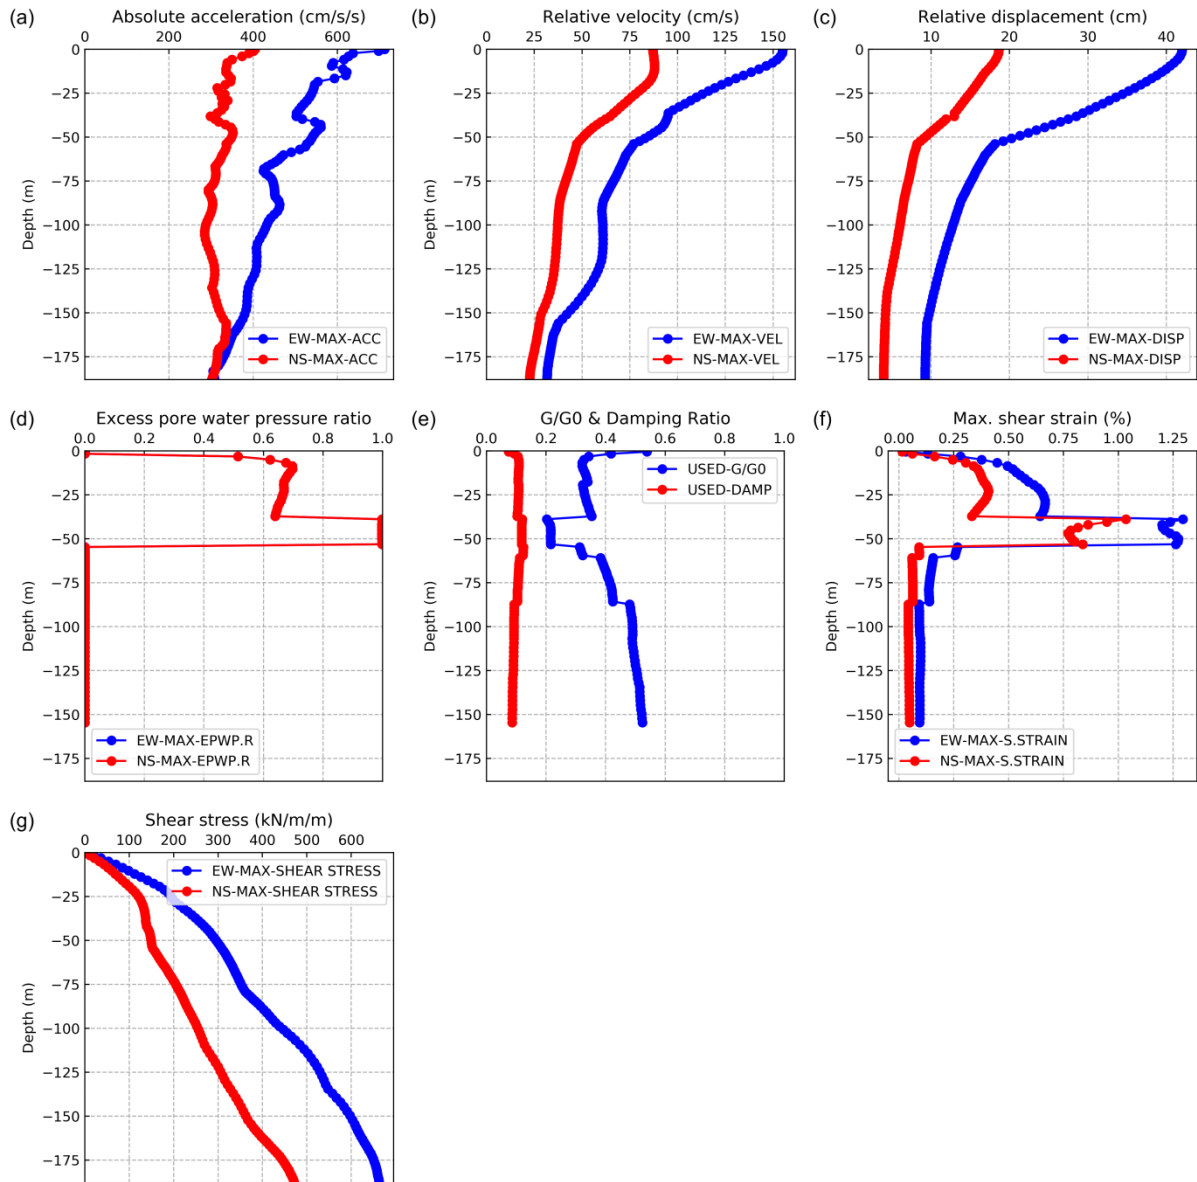 (a) Absolute acceleration (cm/s/s)
0 200 400 600
0
−25
−50
−75
−100
−125
−150
−175
Depth (m)
EW-MAX-ACC
NS-MAX-ACC
(b) Relative velocity (cm/s)
0 25 50 75 100 125 150
0
−25
−50
−75
−100
−125
−150
−175
Depth (m)
EW-MAX-VEL
NS-MAX-VEL
(c) Relative displacement (cm)
10 20 30 40
0
−25
−50
−75
−100
−125
−150
−175
Depth (m)
EW-MAX-DISP
NS-MAX-DISP
(d) Excess pore water pressure ratio
0.0 0.2 0.4 0.6 0.8 1.0
0
−25
−50
−75
−100
−125
−150
−175
Depth (m)
EW-MAX-EPWP.R
NS-MAX-EPWP.R
(e) G/G0 & Damping Ratio
0.0 0.2 0.4 0.6 0.8 1.0
0
−25
−50
−75
−100
−125
−150
−175
Depth (m)
USED-G/G0
USED-DAMP
(f) Max. shear strain (%)
0.00 0.25 0.50 0.75 1.00 1.25
0
−25
−50
−75
−100
−125
−150
−175
Depth (m)
EW-MAX-S.STRAIN
NS-MAX-S.STRAIN
(g) Shear stress (kN/m/m)
0 100 200 300 400 500 600
0
−25
−50
−75
−100
−125
−150
−175
Depth (m)
EW-MAX-SHEAR STRESS
NS-MAX-SHEAR STRESS